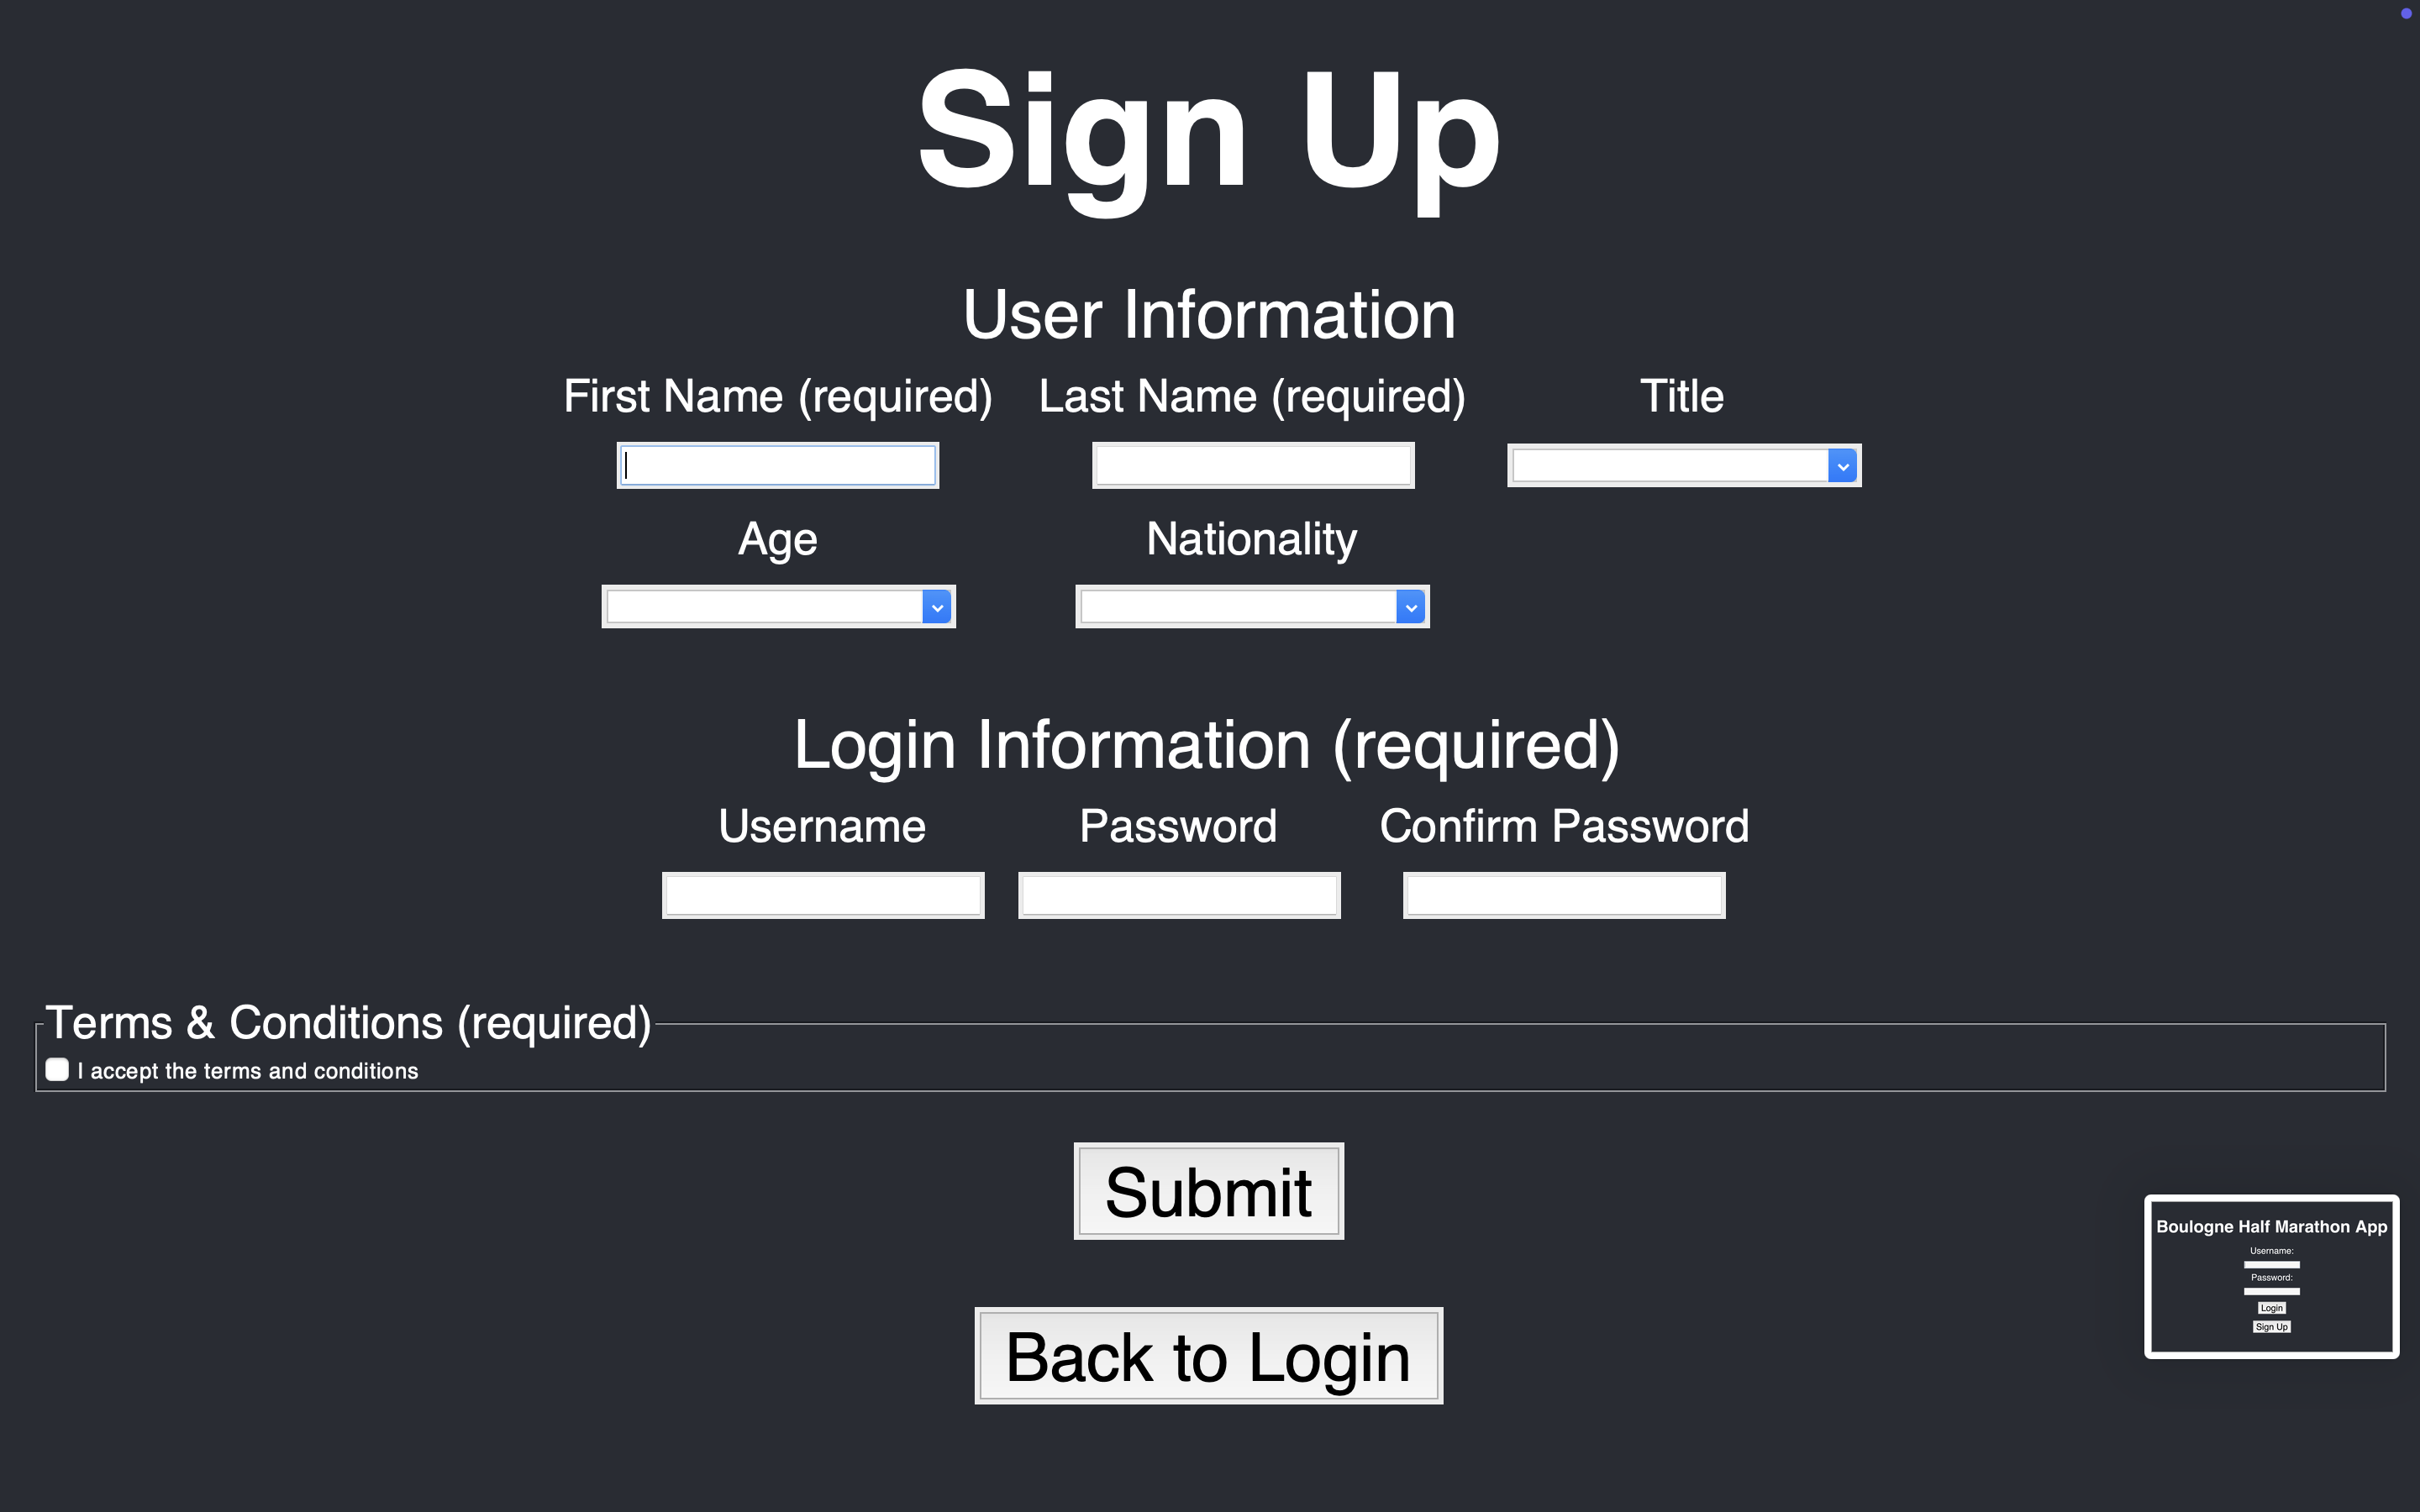 Sign Up
User Information
First Name (required) Last Name (required) Title
Age Nationality
Login Information (required)
Username Password Confirm Password
Terms & Conditions (required)
I accept the terms and conditions
Submit
Back to Login
Boulogne Half Marathon App
Username:
Password:
Login
Sign Up